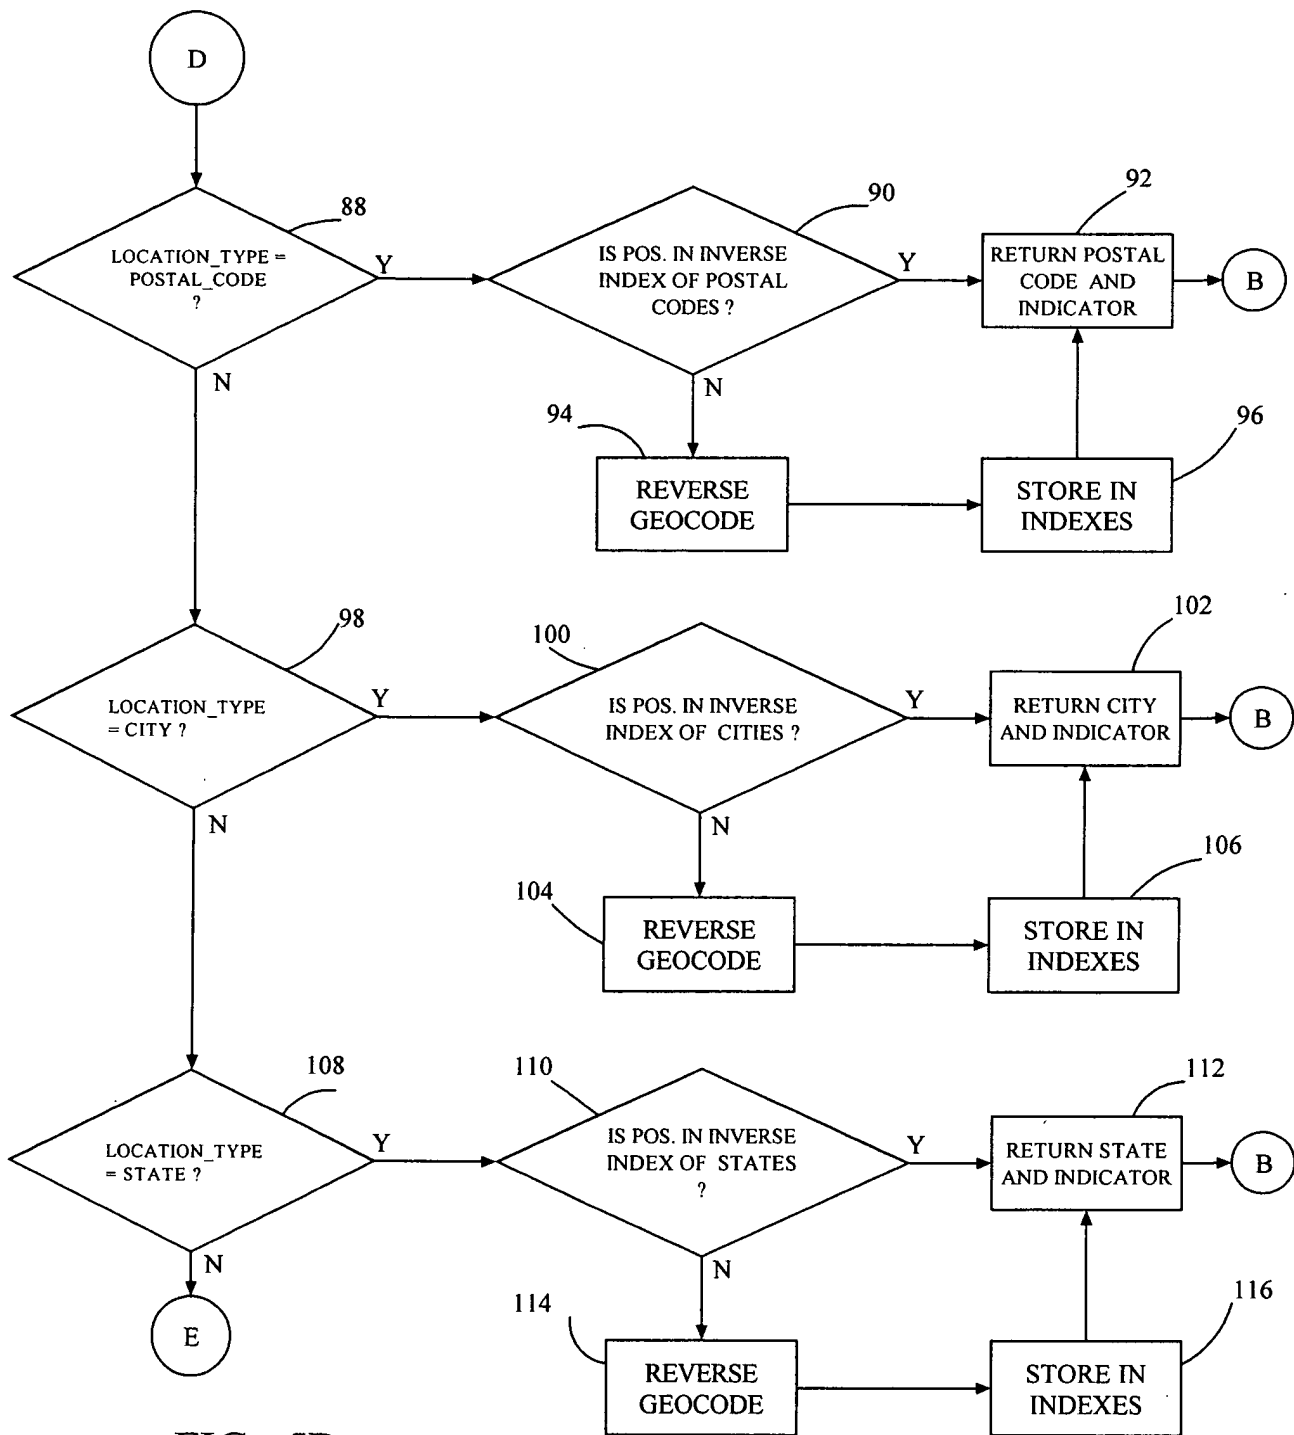 D
88
LOCATION_TYPE =
POSTAL_CODE
?
Y
N
90
IS POS. IN INVERSE
INDEX OF POSTAL
CODES ?
Y
N
92
RETURN POSTAL
CODE AND
INDICATOR
B
94
REVERSE
GEOCODE
96
STORE IN
INDEXES
98
LOCATION_TYPE
= CITY ?
Y
N
100
IS POS. IN INVERSE
INDEX OF CITIES ?
Y
N
102
RETURN CITY
AND INDICATOR
B
104
REVERSE
GEOCODE
106
STORE IN
INDEXES
108
LOCATION_TYPE
= STATE ?
Y
N
110
IS POS. IN INVERSE
INDEX OF STATES
?
Y
N
112
RETURN STATE
AND INDICATOR
B
E
114
REVERSE
GEOCODE
116
STORE IN
INDEXES